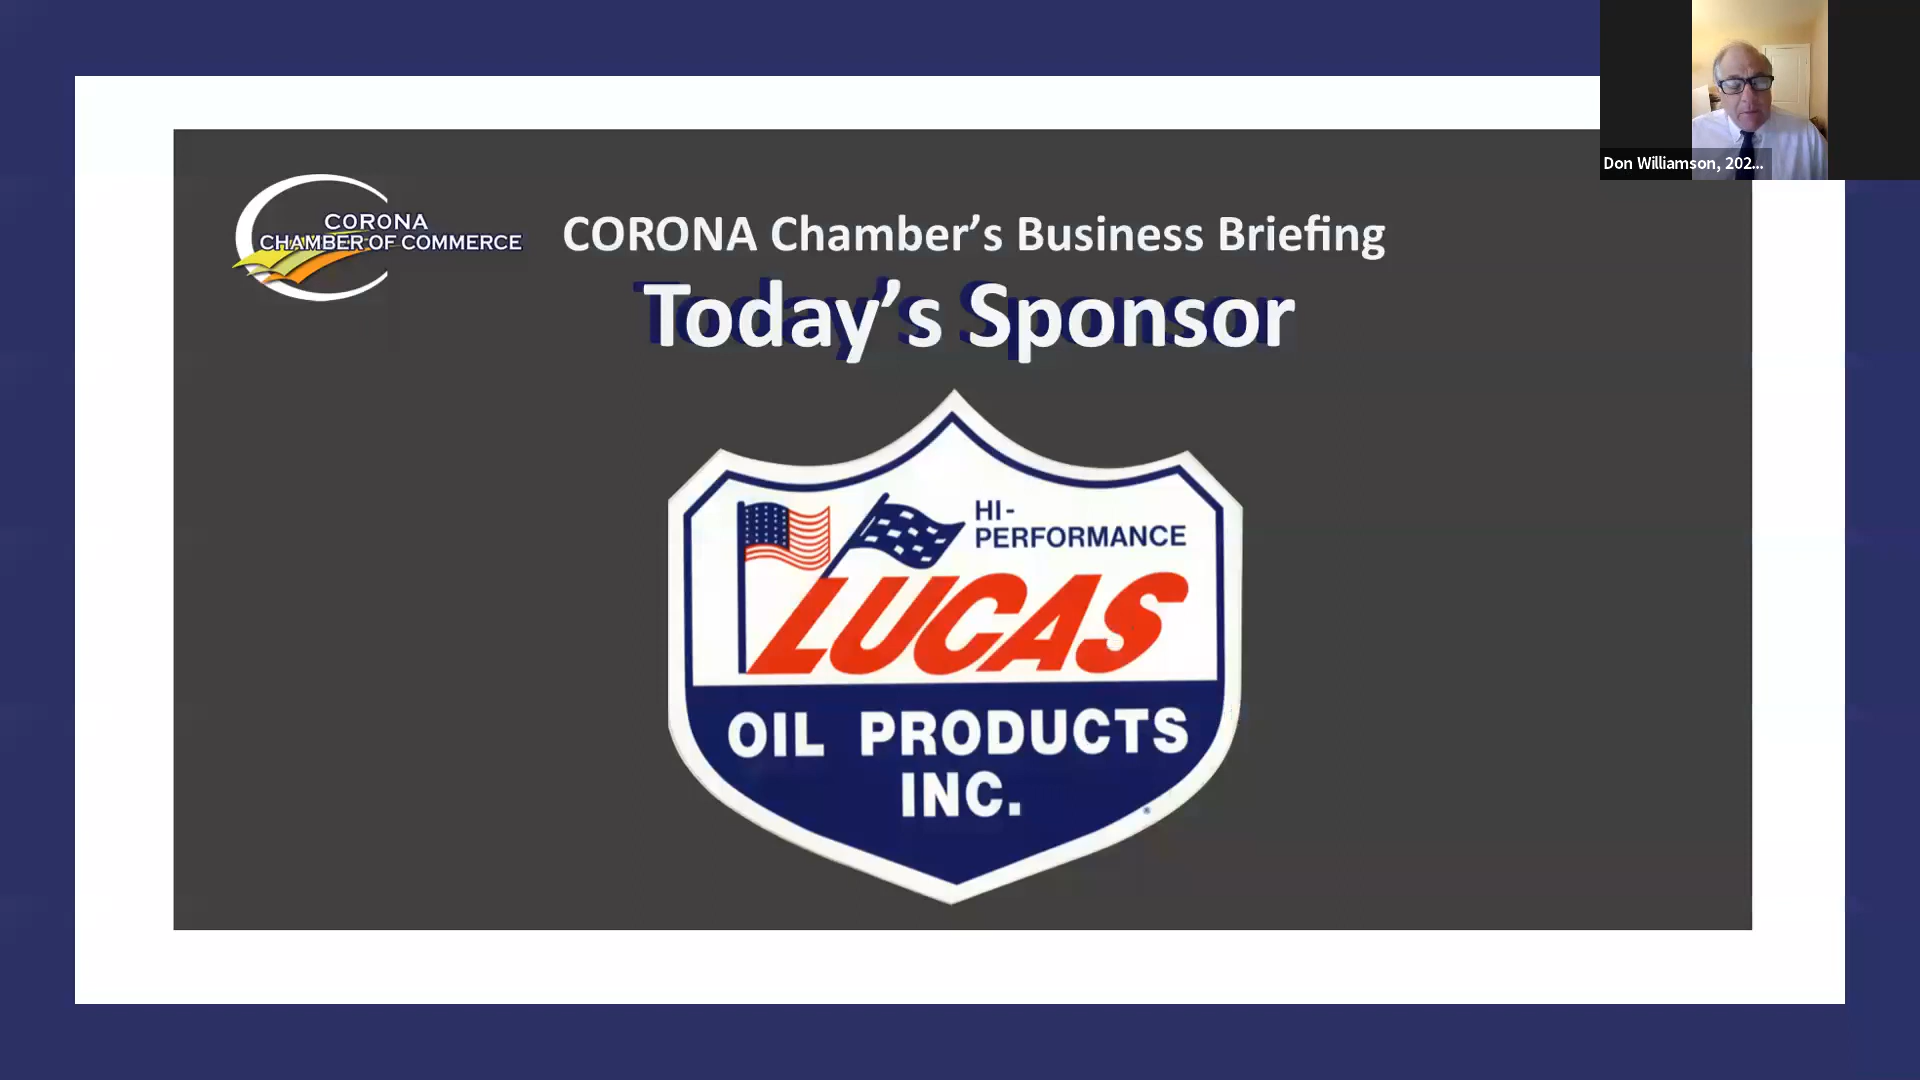 Don Williamson, 202...
CORONA
CHAMBER OF COMMERCE
CORONA Chamber's Business Briefing
Today's Sponsor
HI-
PERFORMANCE
LUCAS
OIL PRODUCTS
INC.